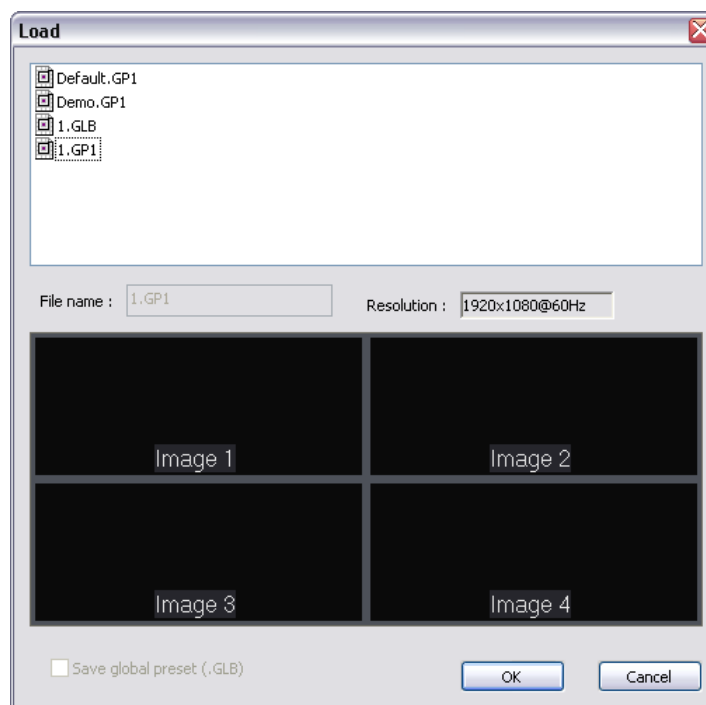 Load
Default.GP1
Demo.GP1
1.GLB
1.GP1
File name : 1.GP1 Resolution : 1920x1080@60Hz
Image 1 Image 2
Image 3 Image 4
Save global preset (.GLB) OK Cancel